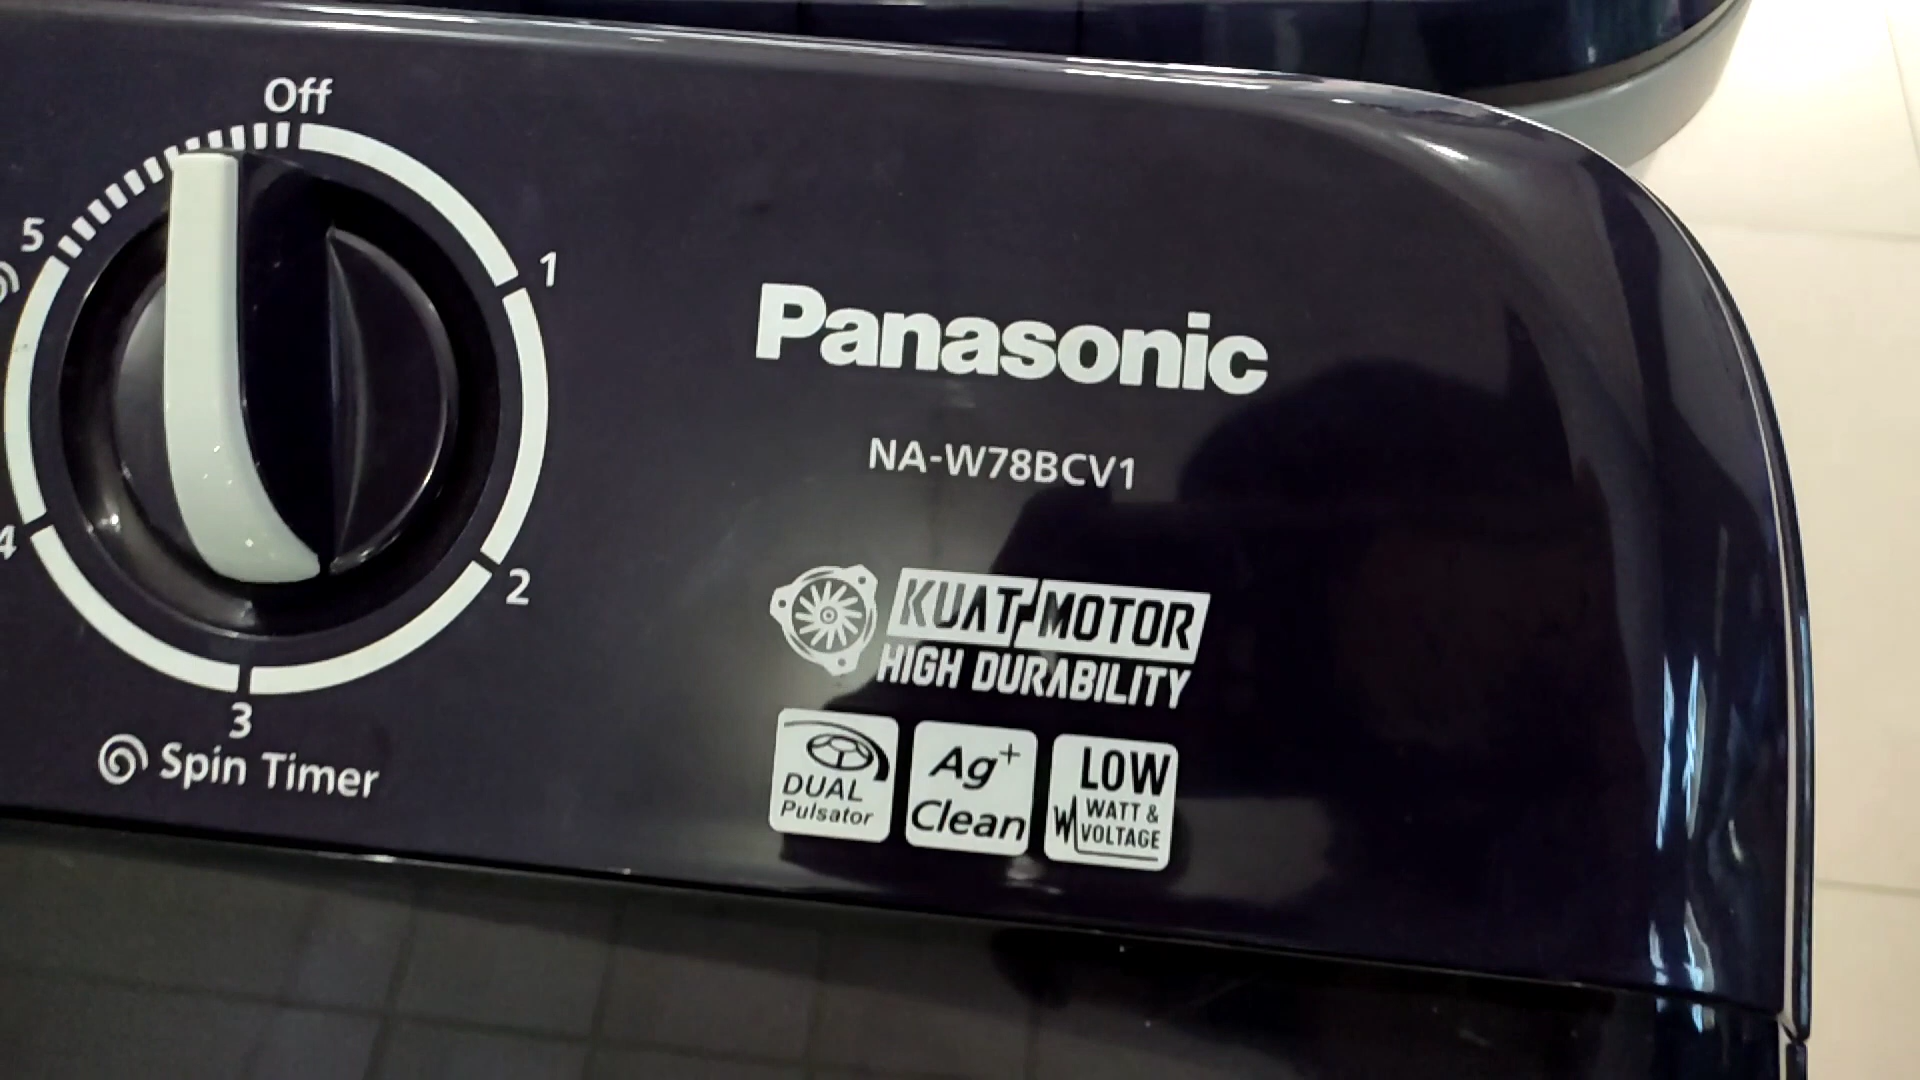 Off
5
1
4
2
3
Spin Timer
Panasonic
NA-W78BCV1
KUAT MOTOR
HIGH DURABILITY
DUAL
Pulsator
Ag+
Clean
LOW
WATT &
VOLTAGE